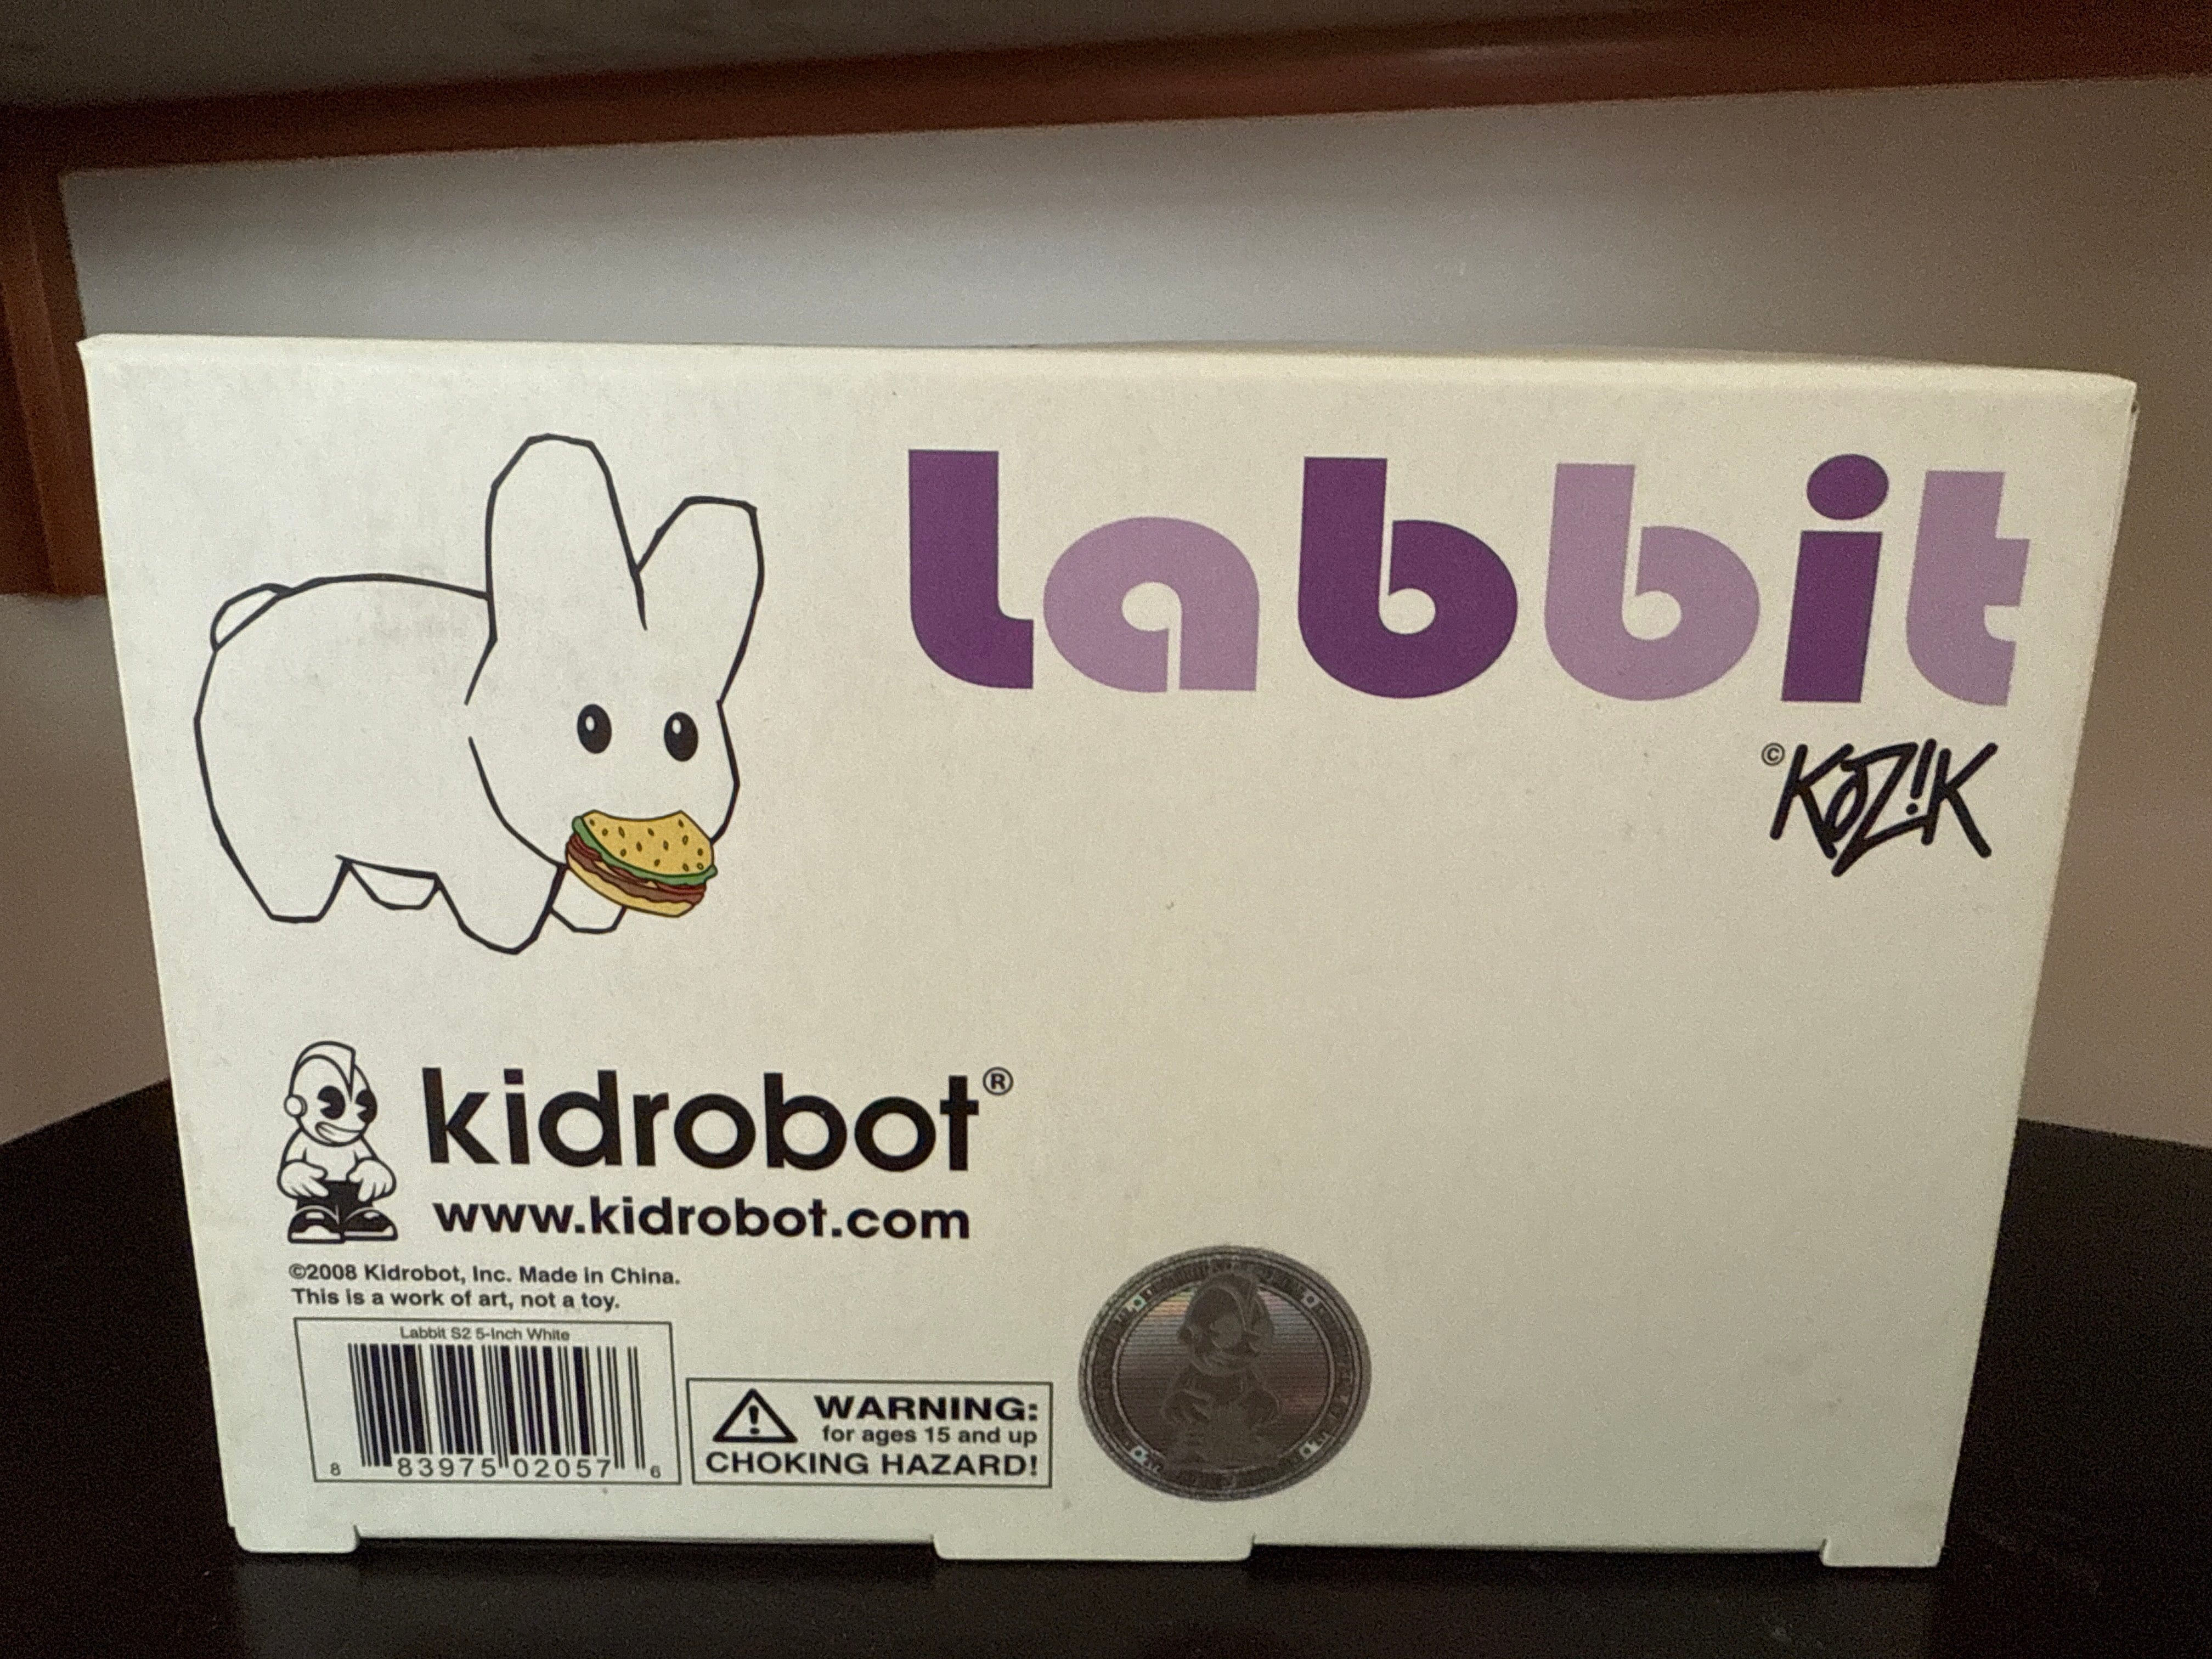 Labbit
©KOZ!K
kidrobot®
www.kidrobot.com
©2008 Kidrobot, Inc. Made in China.
This is a work of art, not a toy.
Labbit S2 5-Inch White
8 83975 02057 6
WARNING:
for ages 15 and up
CHOKING HAZARD!